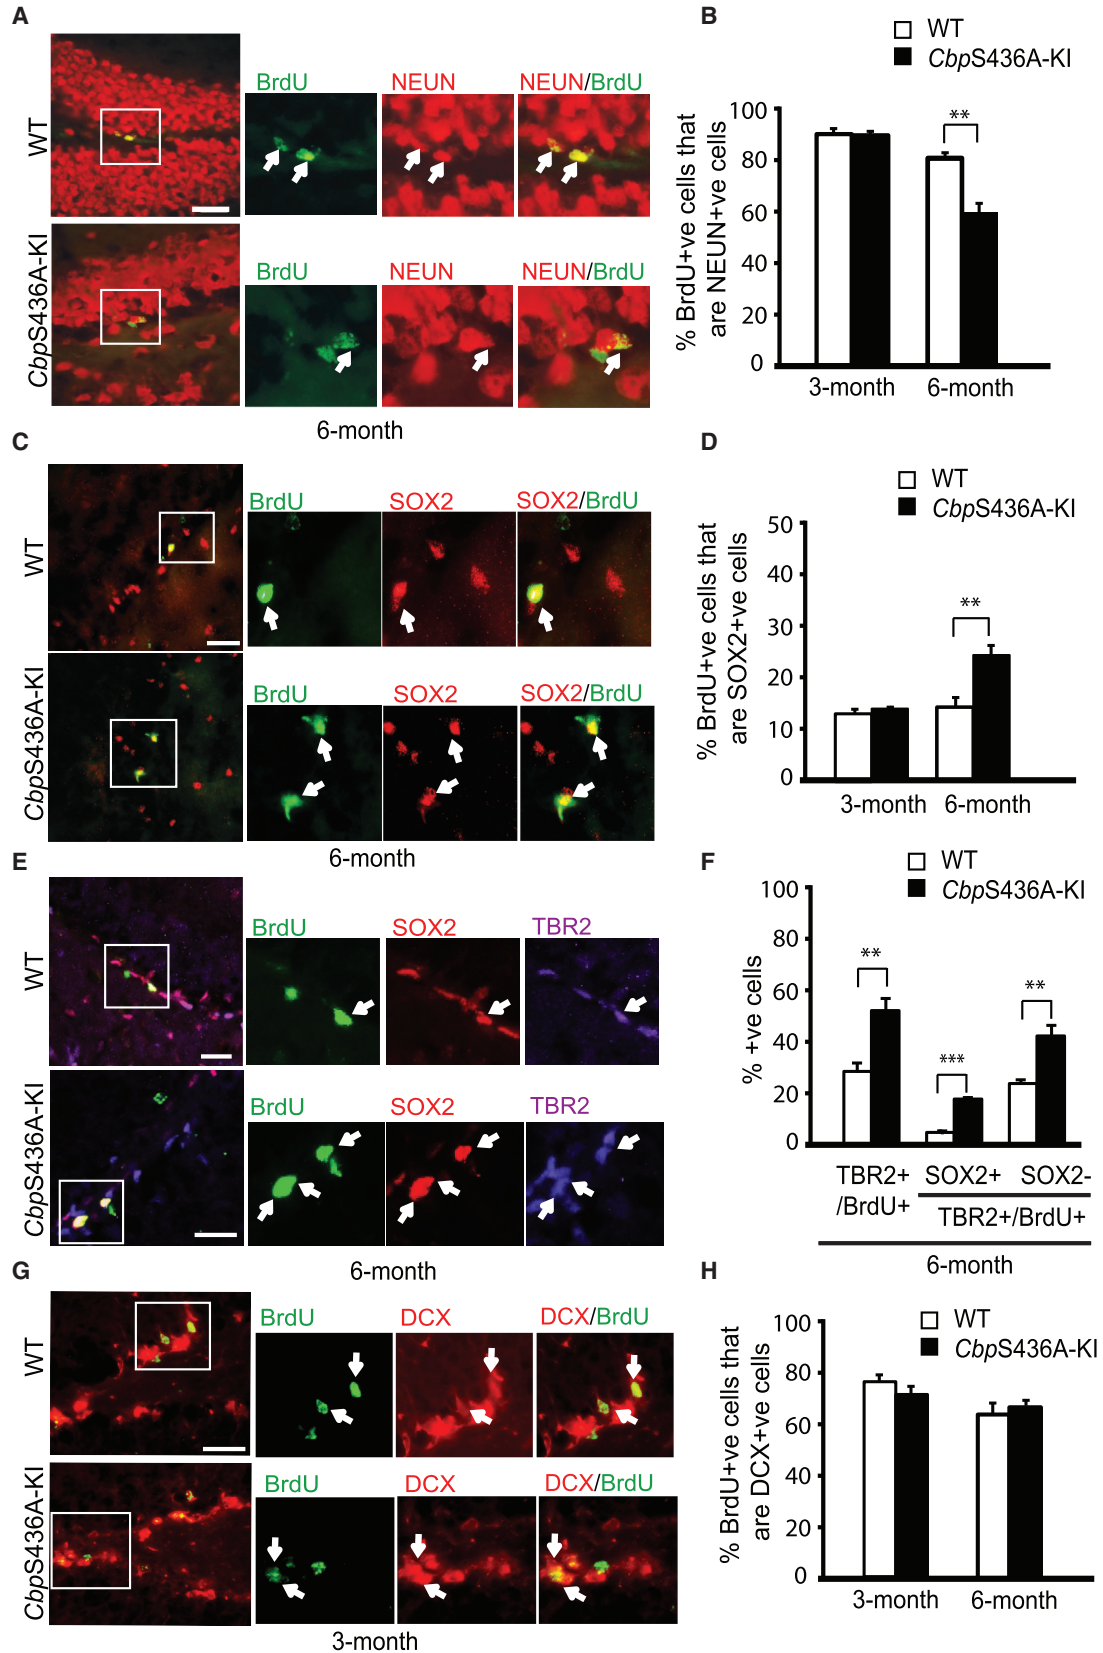 A
WT
BrdU
NEUN
NEUN/BrdU
CbpS436A-KI
BrdU
NEUN
NEUN/BrdU
6-month
B
WT
CbpS436A-KI
% BrdU+ve cells that
are NEUN+ve cells
100
80
60
40
20
0
**
3-month
6-month
C
WT
BrdU
SOX2
SOX2/BrdU
CbpS436A-KI
BrdU
SOX2
SOX2/BrdU
6-month
D
WT
CbpS436A-KI
% BrdU+ve cells that
are SOX2+ve cells
50
40
30
20
10
0
**
3-month
6-month
E
WT
BrdU
SOX2
TBR2
CbpS436A-KI
BrdU
SOX2
TBR2
6-month
F
WT
CbpS436A-KI
% +ve cells
100
80
60
40
20
0
**
***
**
TBR2+
/BrdU+
SOX2+
SOX2-
TBR2+/BrdU+
6-month
G
WT
BrdU
DCX
DCX/BrdU
CbpS436A-KI
BrdU
DCX
DCX/BrdU
3-month
H
WT
CbpS436A-KI
% BrdU+ve cells that
are DCX+ve cells
100
80
60
40
20
0
3-month
6-month